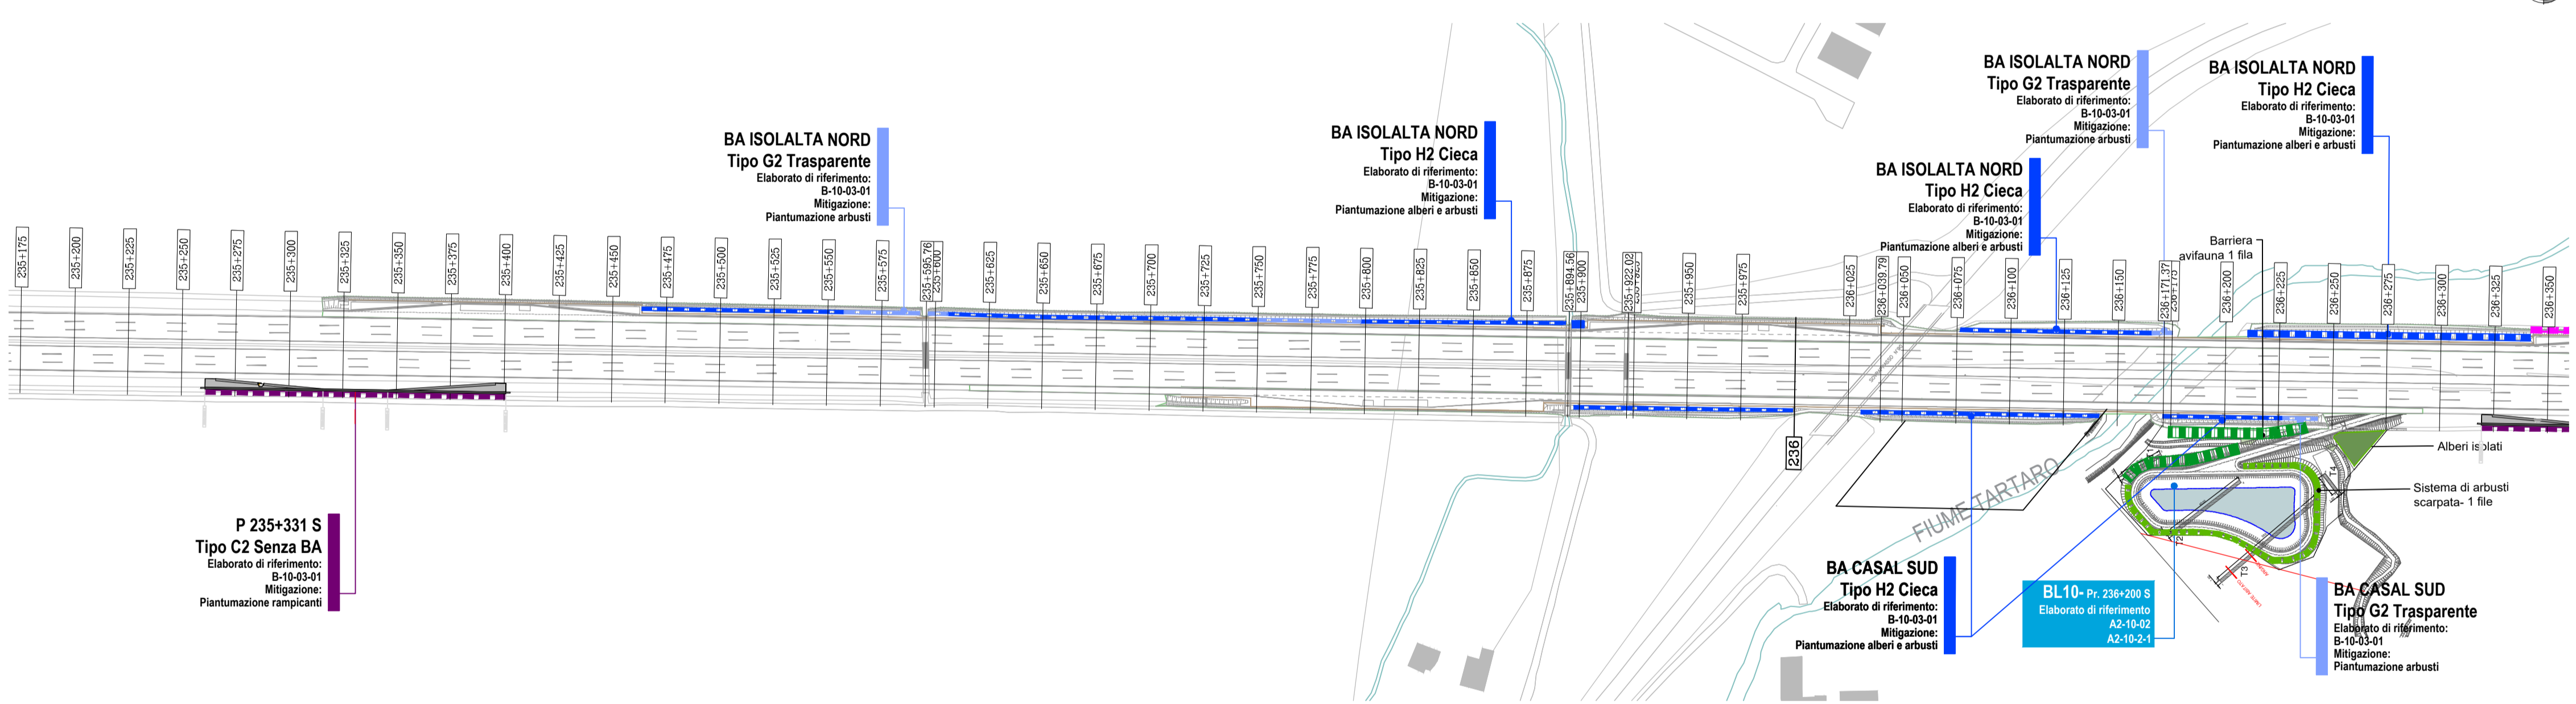 BA ISOLALTA NORD
Tipo G2 Trasparente
Elaborato di riferimento:
B-10-03-01
Mitigazione:
Piantumazione arbusti
BA ISOLALTA NORD
Tipo H2 Cieca
Elaborato di riferimento:
B-10-03-01
Mitigazione:
Piantumazione alberi e arbusti
BA ISOLALTA NORD
Tipo G2 Trasparente
Elaborato di riferimento:
B-10-03-01
Mitigazione:
Piantumazione arbusti
BA ISOLALTA NORD
Tipo H2 Cieca
Elaborato di riferimento:
B-10-03-01
Mitigazione:
Piantumazione alberi e arbusti
BA ISOLALTA NORD
Tipo H2 Cieca
Elaborato di riferimento:
B-10-03-01
Mitigazione:
Piantumazione alberi e arbusti
Barriera
avifauna 1 fila
235+175
235+200
235+225
235+250
235+275
235+300
235+325
235+350
235+375
235+400
235+425
235+450
235+475
235+500
235+525
235+550
235+575
235+595.76
235+600
235+625
235+650
235+675
235+700
235+725
235+750
235+775
235+800
235+825
235+850
235+875
235+894.56
235+900
235+922.02
235+950
235+975
236+025
236+039.79
236+050
236+075
236+100
236+125
236+150
236+171.37
236+175
236+200
236+225
236+250
236+275
236+300
236+325
236+350
236
Alberi isolati
Sistema di arbusti
scarpata- 1 file
FIUME TARTARO
T1
T2
T3
T4
P 235+331 S
Tipo C2 Senza BA
Elaborato di riferimento:
B-10-03-01
Mitigazione:
Piantumazione rampicanti
BA CASAL SUD
Tipo H2 Cieca
Elaborato di riferimento:
B-10-03-01
Mitigazione:
Piantumazione alberi e arbusti
BL10- Pr. 236+200 S
Elaborato di riferimento
A2-10-02
A2-10-2-1
BA CASAL SUD
Tipo G2 Trasparente
Elaborato di riferimento:
B-10-03-01
Mitigazione:
Piantumazione arbusti